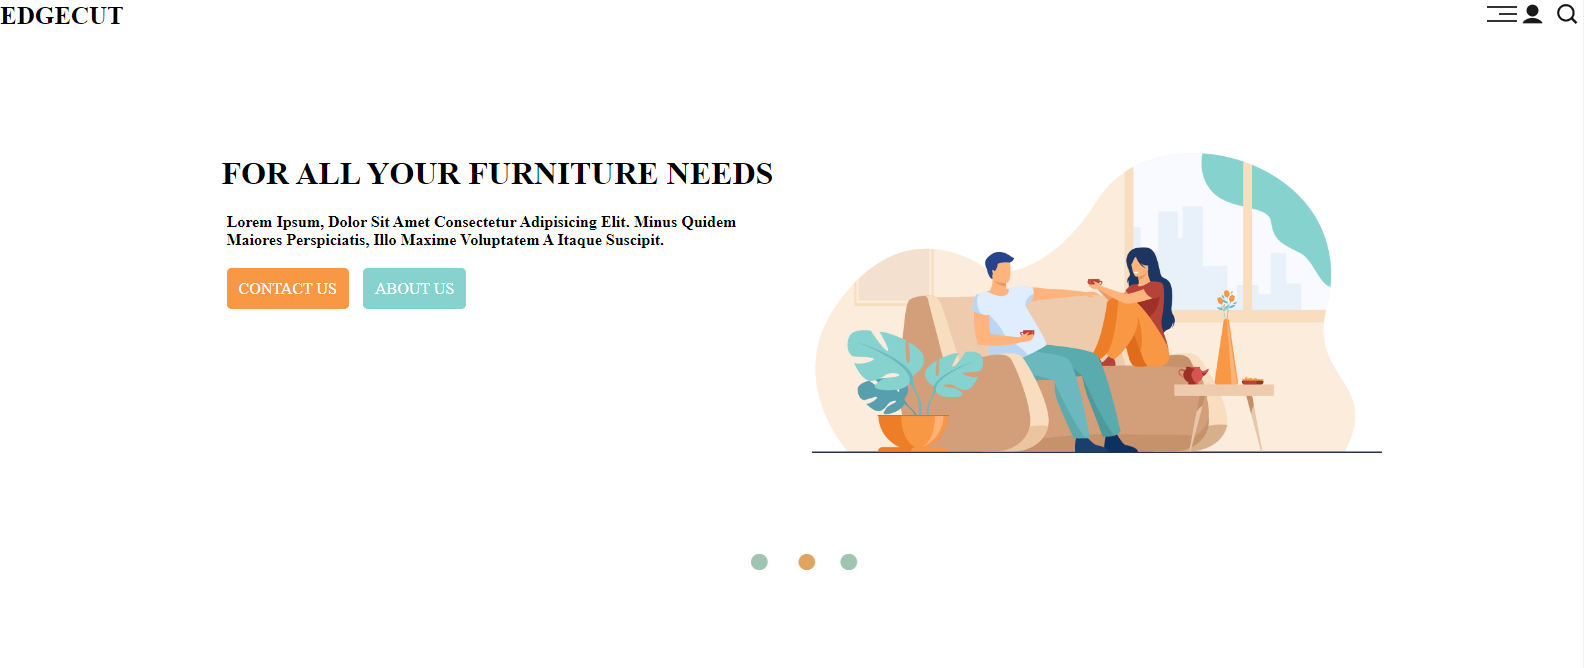 EDGECUT
FOR ALL YOUR FURNITURE NEEDS
Lorem Ipsum, Dolor Sit Amet Consectetur Adipisicing Elit. Minus Quidem
Maiores Perspiciatis, Illo Maxime Voluptatem A Itaque Suscipit.
CONTACT US
ABOUT US